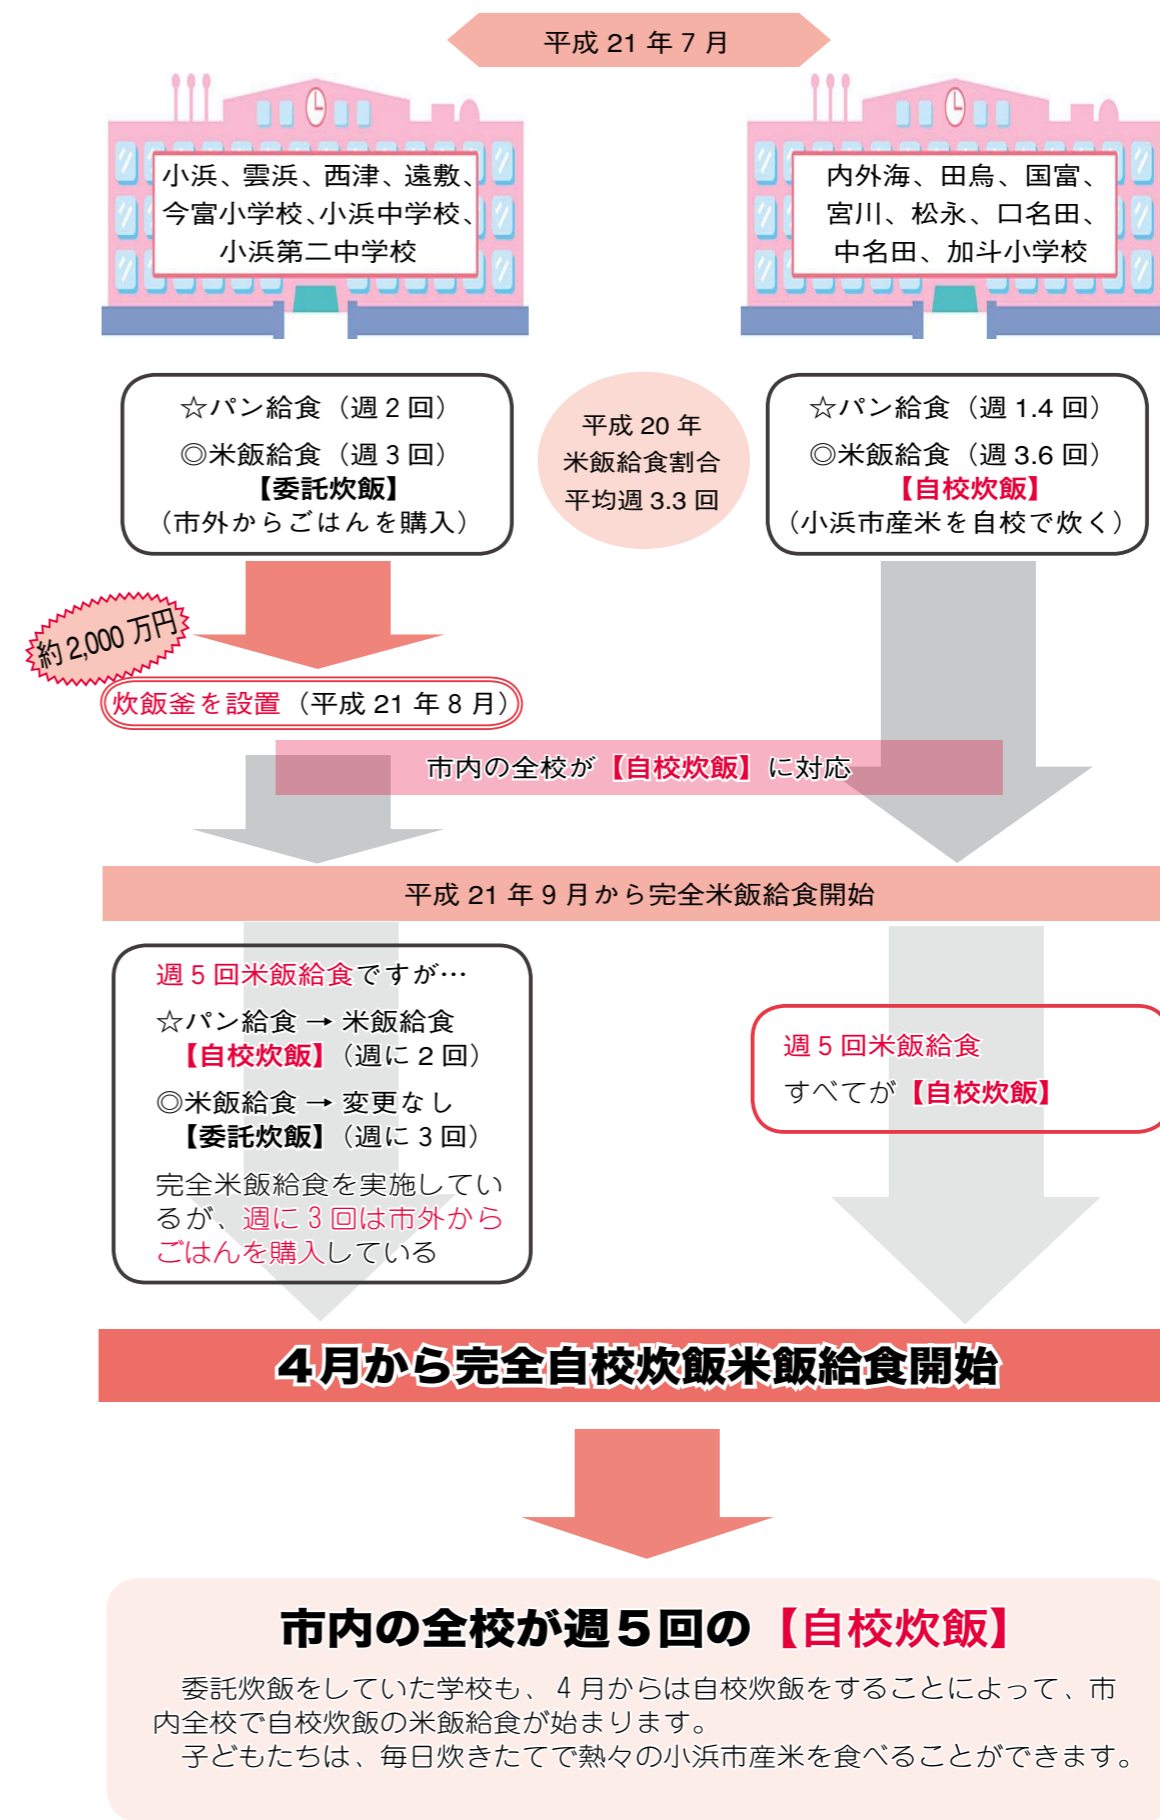 平成 21 年 7 月
小浜、雲浜、西津、遠敷、
今富小学校、小浜中学校、
小浜第二中学校
内外海、田烏、国富、
宮川、松永、口名田、
中名田、加斗小学校
☆パン給食（週 2 回）
◎米飯給食（週 3 回）
【委託炊飯】
（市外からごはんを購入）
平成 20 年
米飯給食割合
平均週 3.3 回
☆パン給食（週 1.4 回）
◎米飯給食（週 3.6 回）
【自校炊飯】
（小浜市産米を自校で炊く）
約 2,000 万円
炊飯釜を設置（平成 21 年 8 月）
市内の全校が【自校炊飯】に対応
平成 21 年 9 月から完全米飯給食開始
週 5 回米飯給食ですが…
☆パン給食 → 米飯給食
【自校炊飯】（週に 2 回）
◎米飯給食 → 変更なし
【委託炊飯】（週に 3 回）
完全米飯給食を実施してい
るが、週に 3 回は市外から
ごはんを購入している
週 5 回米飯給食
すべてが【自校炊飯】
４月から完全自校炊飯米飯給食開始
市内の全校が週５回の【自校炊飯】
委託炊飯をしていた学校も、4 月からは自校炊飯をすることによって、市
内全校で自校炊飯の米飯給食が始まります。
子どもたちは、毎日炊きたてで熱々の小浜市産米を食べることができます。